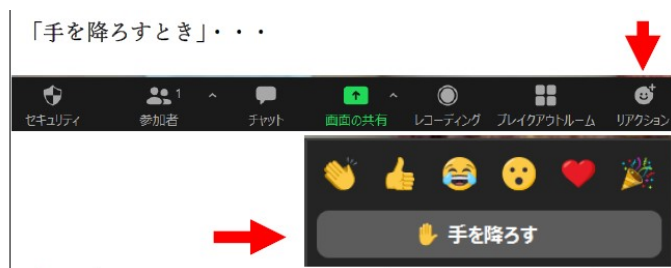 「手を降ろすとき」・・・
1
セキュリティ 参加者 チャット 画面の共有 レコーディング ブレイクアウトルーム リアクション
手を降ろす